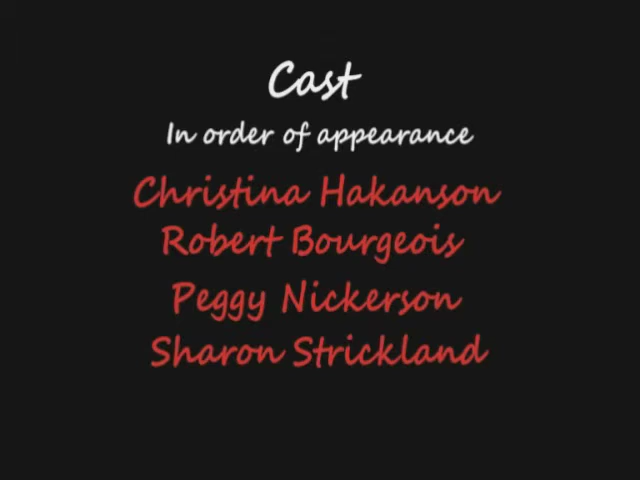 Cast
In order of appearance
Christina Hakanson
Robert Bourgeois
Peggy Nickerson
Sharon Strickland